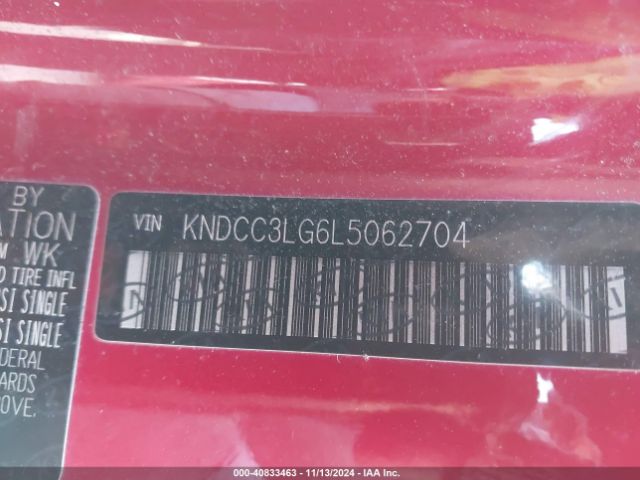 BY
ATION
M WK
D TIRE INFL
SI SINGLE
SI SINGLE
DERAL
ARDS
OVE.
VIN KNDCC3LG6L5062704
000-40833463 - 11/13/2024 - IAA Inc.